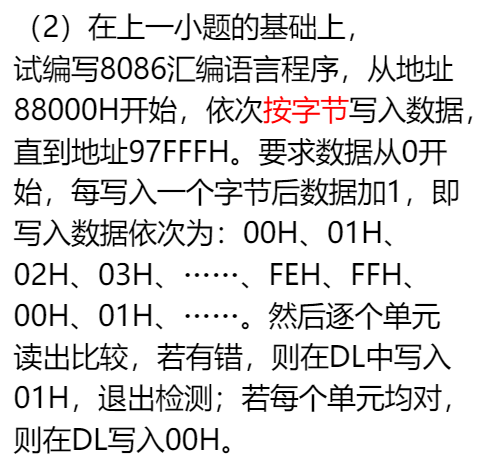 （2）在上一小题的基础上，
试编写8086汇编语言程序，从地址
88000H开始，依次按字节写入数据，
直到地址97FFFH。要求数据从0开
始，每写入一个字节后数据加1，即
写入数据依次为：00H、01H、
02H、03H、……、FEH、FFH、
00H、01H、……。然后逐个单元
读出比较，若有错，则在DL中写入
01H，退出检测；若每个单元均对，
则在DL写入00H。